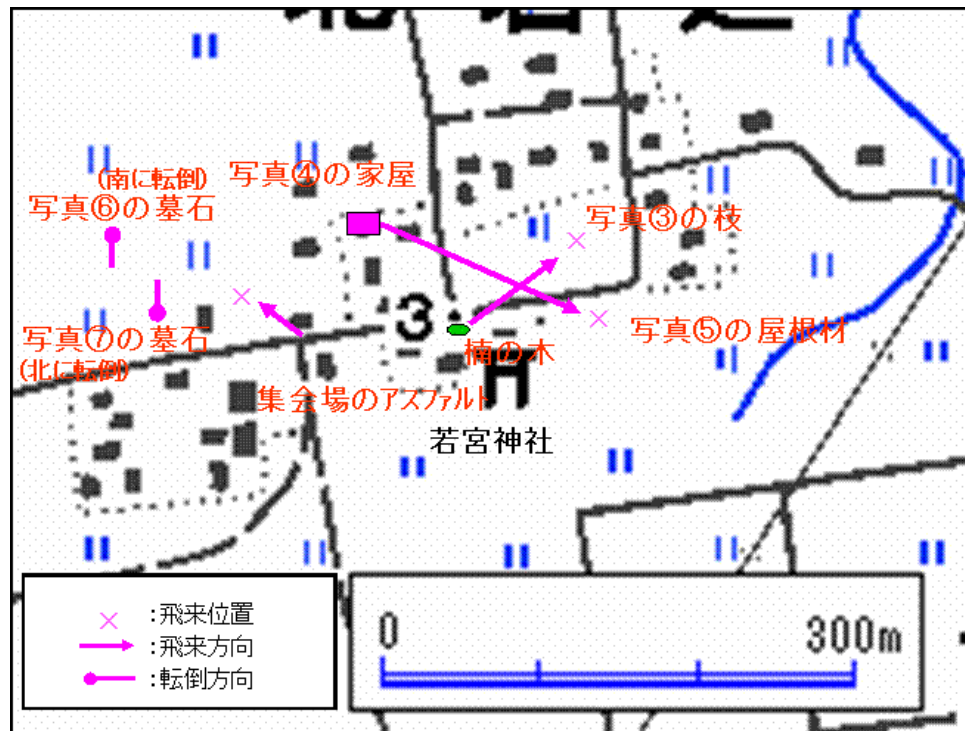 (南に転倒)
写真④の家屋
写真⑥の墓石
写真③の枝
3
写真⑤の屋根材
写真⑦の墓石
(北に転倒)
楠の木
集会場のアスファルト
若宮神社
×:飛来位置
:飛来方向
:転倒方向
0
300m